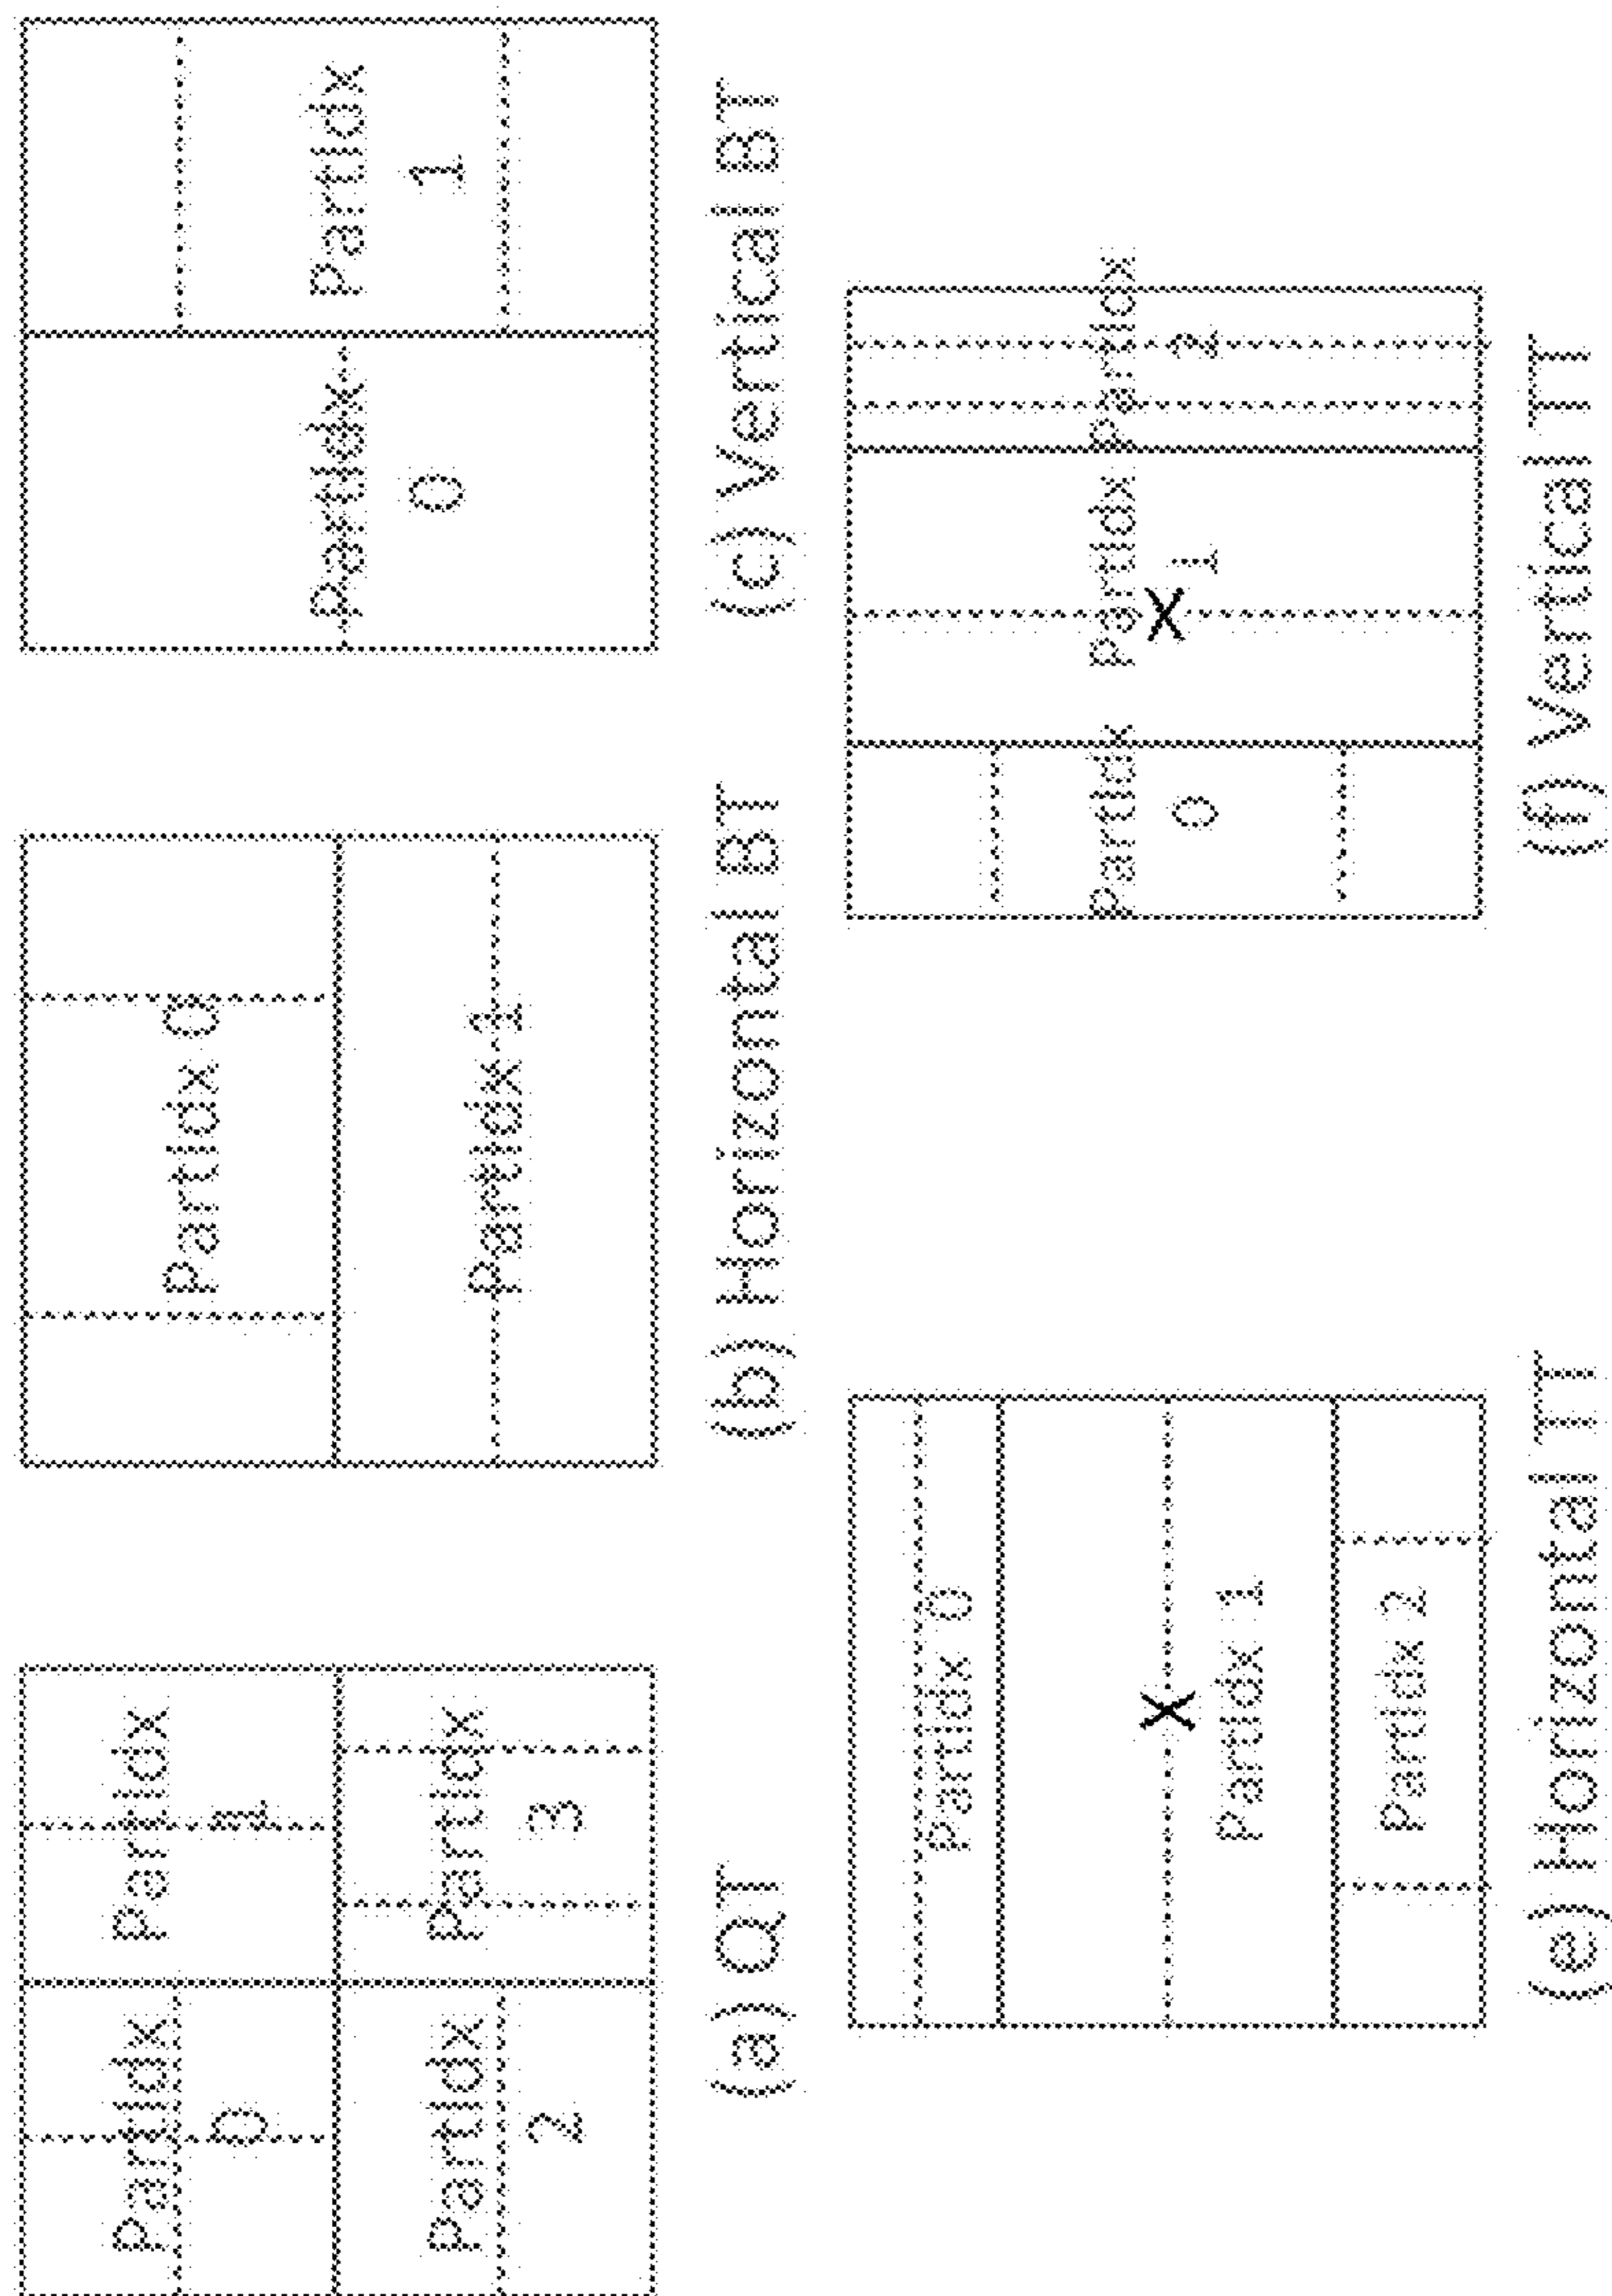 PartIdx
0
PartIdx
1
PartIdx
2
PartIdx
3
(a) QT
PartIdx 0
PartIdx 1
(b) Horizontal BT
PartIdx
0
PartIdx
1
(c) Vertical BT
PartIdx 0
X
PartIdx 1
PartIdx 2
(e) Horizontal TT
PartIdx
0
PartIdx
1
X
PartIdx
2
(f) Vertical TT